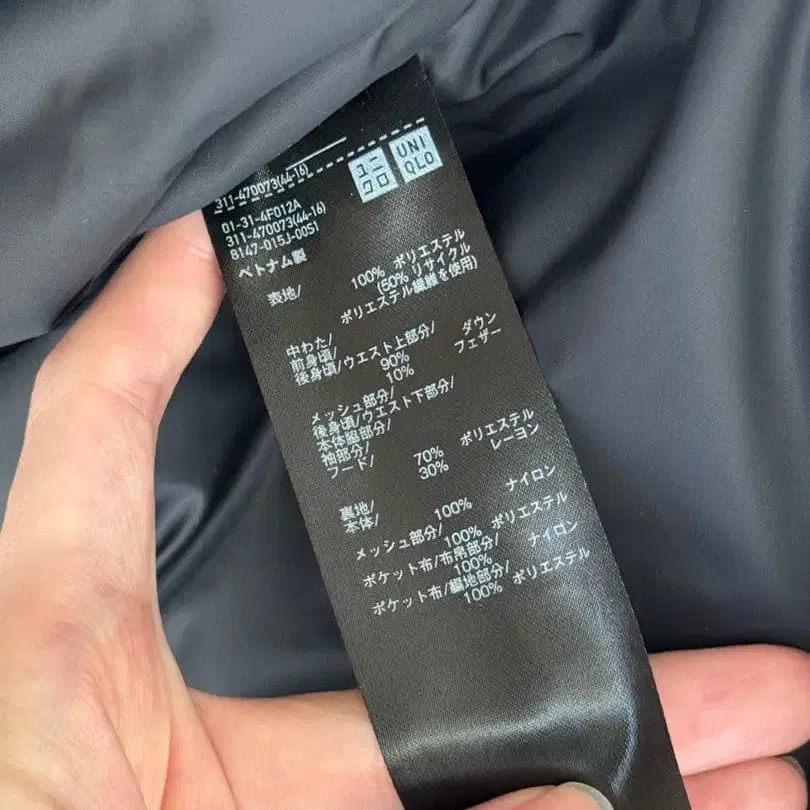 ユニ
クロ
UNI
QLO
311-470073(44-16)
01-31-4F012A
311-470073(44-16)
8147-015J-00S1
ベトナム製
表地/ 100% ポリエステル
(50% リサイクル
ポリエステル繊維を使用)
中わた/
前身頃/
後身頃/ウエスト上部分/
90% ダウン
10% フェザー
メッシュ部分/
後身頃/ウエスト下部分/
本体脇部分/
袖部分/
フード/ 70% ポリエステル
30% レーヨン
裏地/
本体/ 100% ナイロン
メッシュ部分/
100% ポリエステル
ポケット布/布帛部分/
100% ナイロン
ポケット布/編地部分/
100% ポリエステル